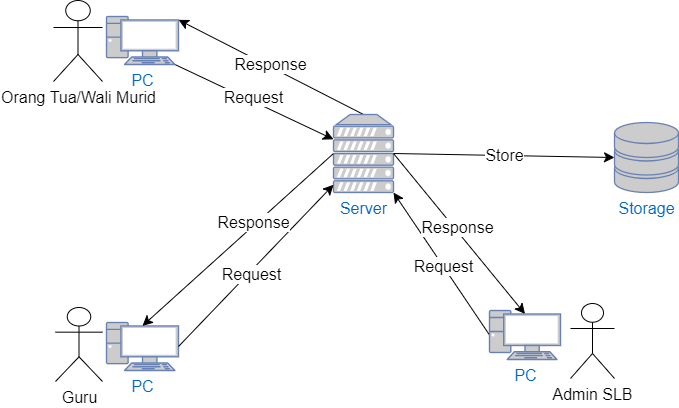 Response
PC
Orang Tua/Wali Murid
Request
Store
Server
Storage
Response
Request
Response
Request
PC
Guru
PC
Admin SLB